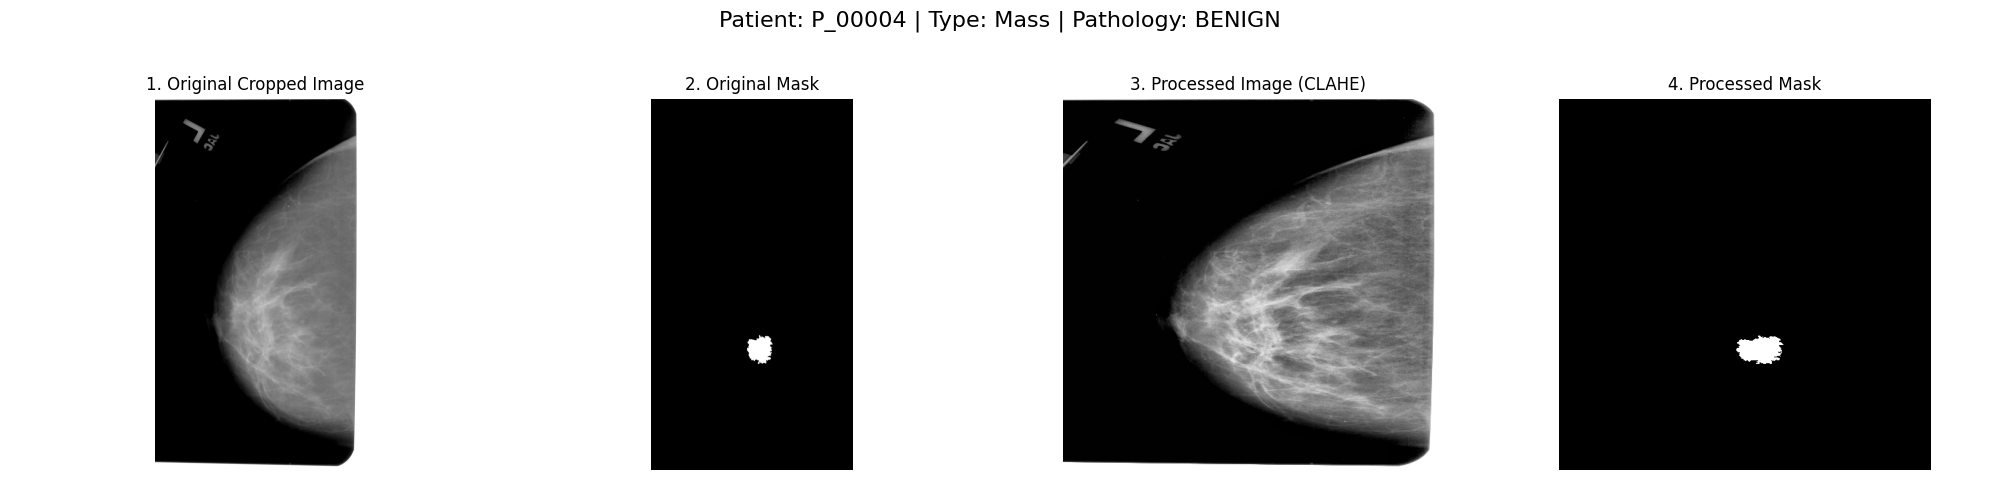 Patient: P_00004 | Type: Mass | Pathology: BENIGN
1. Original Cropped Image
2. Original Mask
3. Processed Image (CLAHE)
4. Processed Mask
L
L